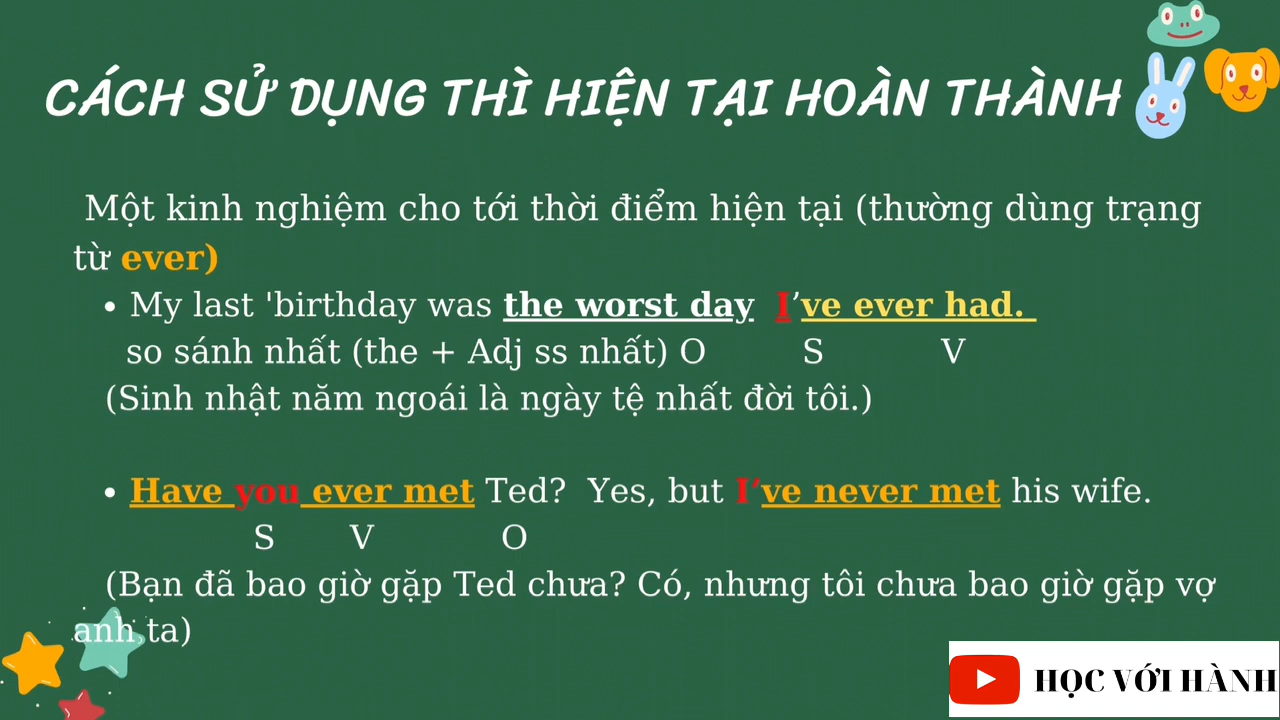 CÁCH SỬ DỤNG THÌ HIỆN TẠI HOÀN THÀNH
Một kinh nghiệm cho tới thời điểm hiện tại (thường dùng trạng
từ ever)
• My last 'birthday was the worst day I’ve ever had.
so sánh nhất (the + Adj ss nhất) O S V
(Sinh nhật năm ngoái là ngày tệ nhất đời tôi.)
• Have you ever met Ted? Yes, but I’ve never met his wife.
S V O
(Bạn đã bao giờ gặp Ted chưa? Có, nhưng tôi chưa bao giờ gặp vợ
anh ta)
HỌC VỚI HÀNH